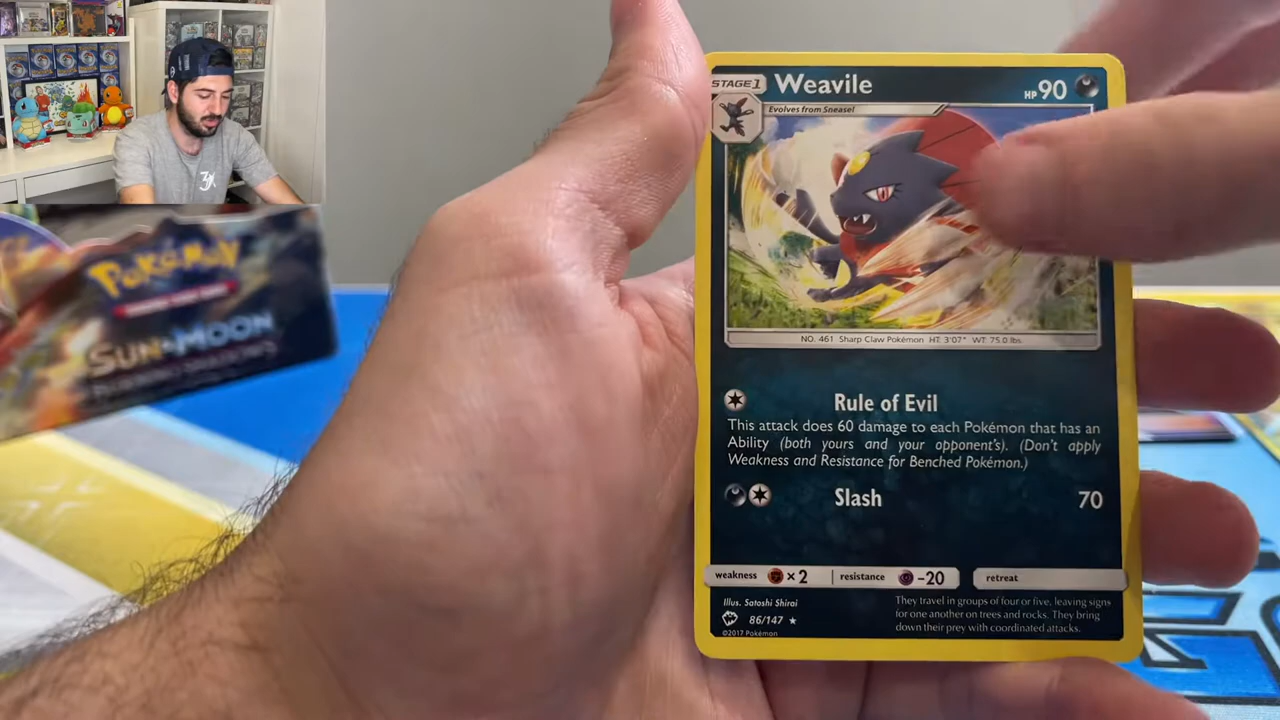 STAGE1
Weavile
HP 90
Evolves from Sneasel
NO. 461 Sharp Claw Pokémon HT: 3'07" WT: 75.0 lbs.
Rule of Evil
This attack does 60 damage to each Pokémon that has an
Ability (both yours and your opponent's). (Don't apply
Weakness and Resistance for Benched Pokémon.)
Slash 70
weakness ×2 resistance -20 retreat
Illus. Satoshi Shirai
86/147
©2017 Pokémon
They travel in groups of four or five, leaving signs
for one another on trees and rocks. They bring
down their prey with coordinated attacks.
POKéMON
SUN & MOON